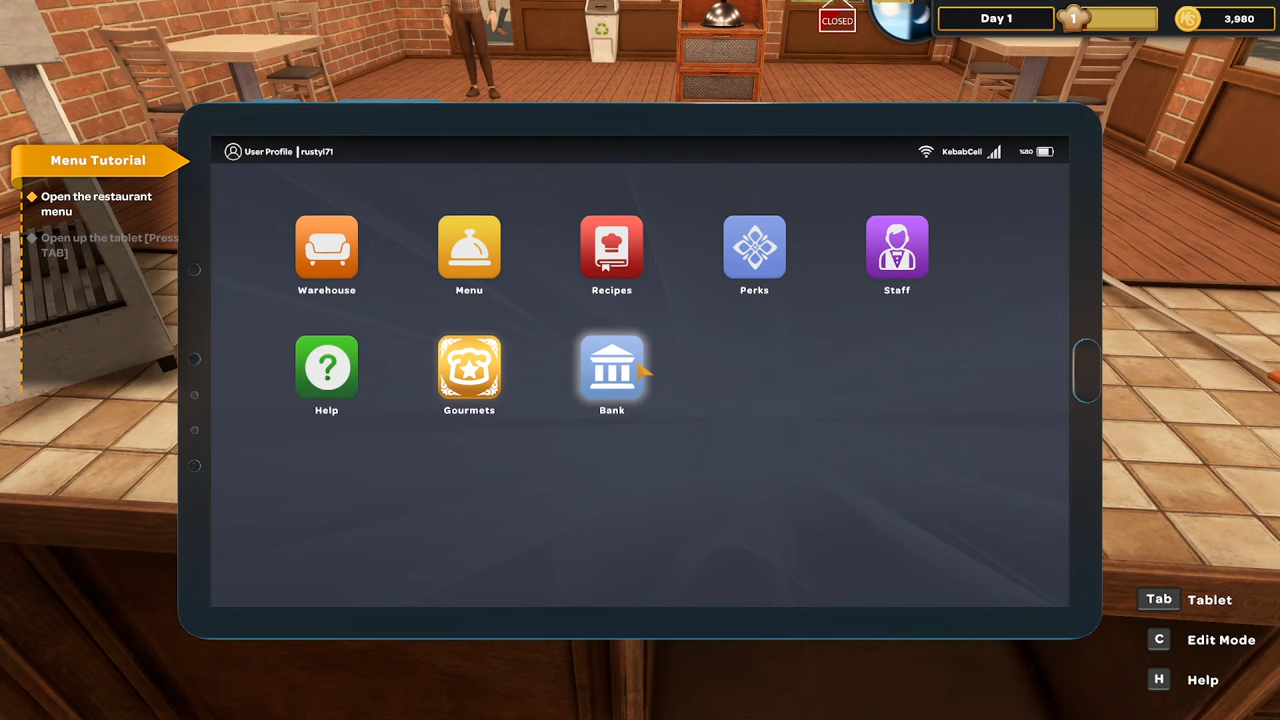 CLOSED
Day 1
1
3,980
User Profile | rustyl71
KebabCell
%80
Menu Tutorial
Open the restaurant
menu
Open up the tablet [Press
TAB]
Warehouse
Menu
Recipes
Perks
Staff
?
Help
Gourmets
Bank
Tab Tablet
C Edit Mode
H Help